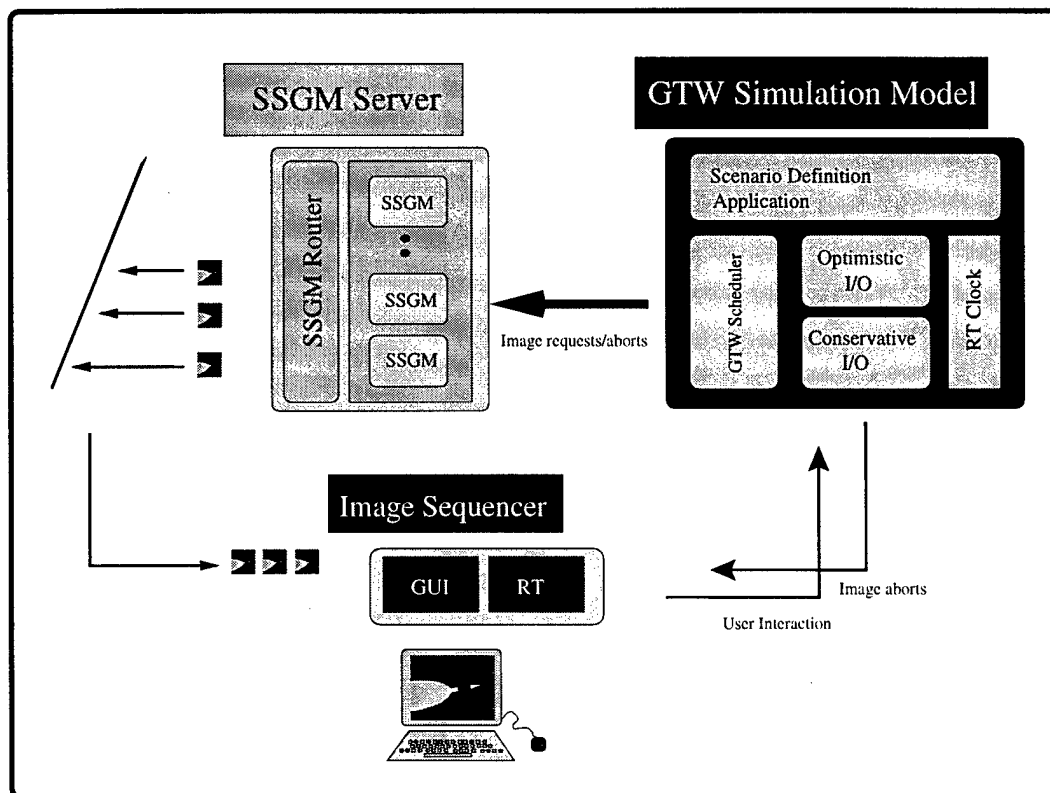 SSGM Server
GTW Simulation Model
SSGM Router
SSGM
SSGM
SSGM
Image requests/aborts
Scenario Definition
Application
GTW Scheduler
Optimistic
I/O
Conservative
I/O
RT Clock
Image Sequencer
GUI
RT
Image aborts
User Interaction